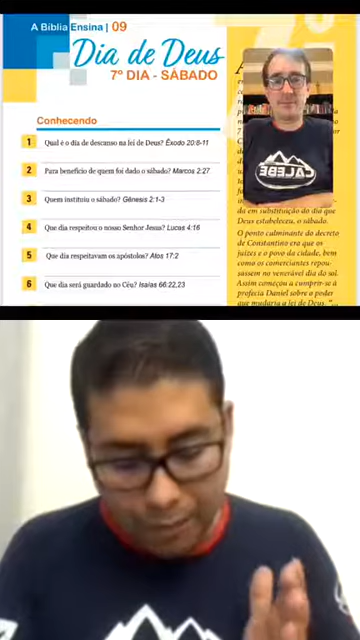 A Bíblia Ensina | 09
Dia de Deus
7º DIA - SÁBADO
Conhecendo
1 Qual é o dia de descanso na lei de Deus? Êxodo 20:8-11
2 Para benefício de quem foi dado o sábado? Marcos 2:27
3 Quem instituiu o sábado? Gênesis 2:1-3
4 Que dia respeitou o nosso Senhor Jesus? Lucas 4:16
5 Que dia respeitavam os apóstolos? Atos 17:2
6 Que dia será guardado no Céu? Isaías 66:22,23
CALEBE
do em substituição do dia que
Deus estabeleceu, o sábado.
O ponto culminante do decreto
de Constantino era que os
juízes e o povo da cidade, bem
como os comerciantes repou-
sassem no venerável dia do sol.
Assim começou a cumprir-se a
profecia Daniel sobre a poder
que mudaria a lei de Deus. "...